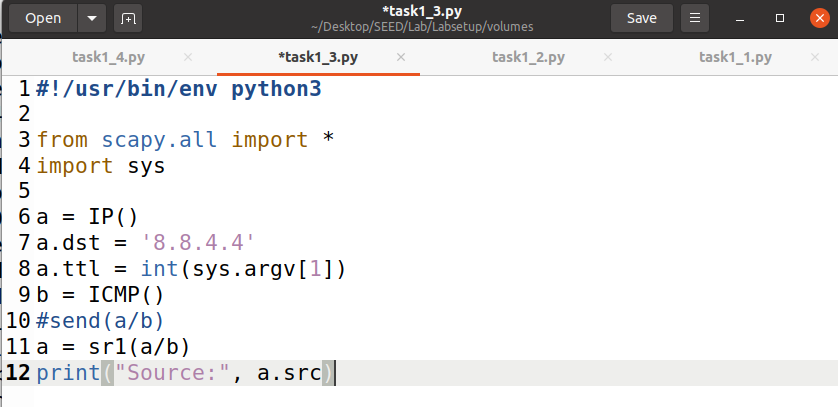 Open
*task1_3.py
~/Desktop/SEED/Lab/Labsetup/volumes
Save
task1_4.py
*task1_3.py
task1_2.py
task1_1.py
1 #!/usr/bin/env python3
2
3 from scapy.all import *
4 import sys
5
6 a = IP()
7 a.dst = '8.8.4.4'
8 a.ttl = int(sys.argv[1])
9 b = ICMP()
10 #send(a/b)
11 a = sr1(a/b)
12 print("Source:", a.src)